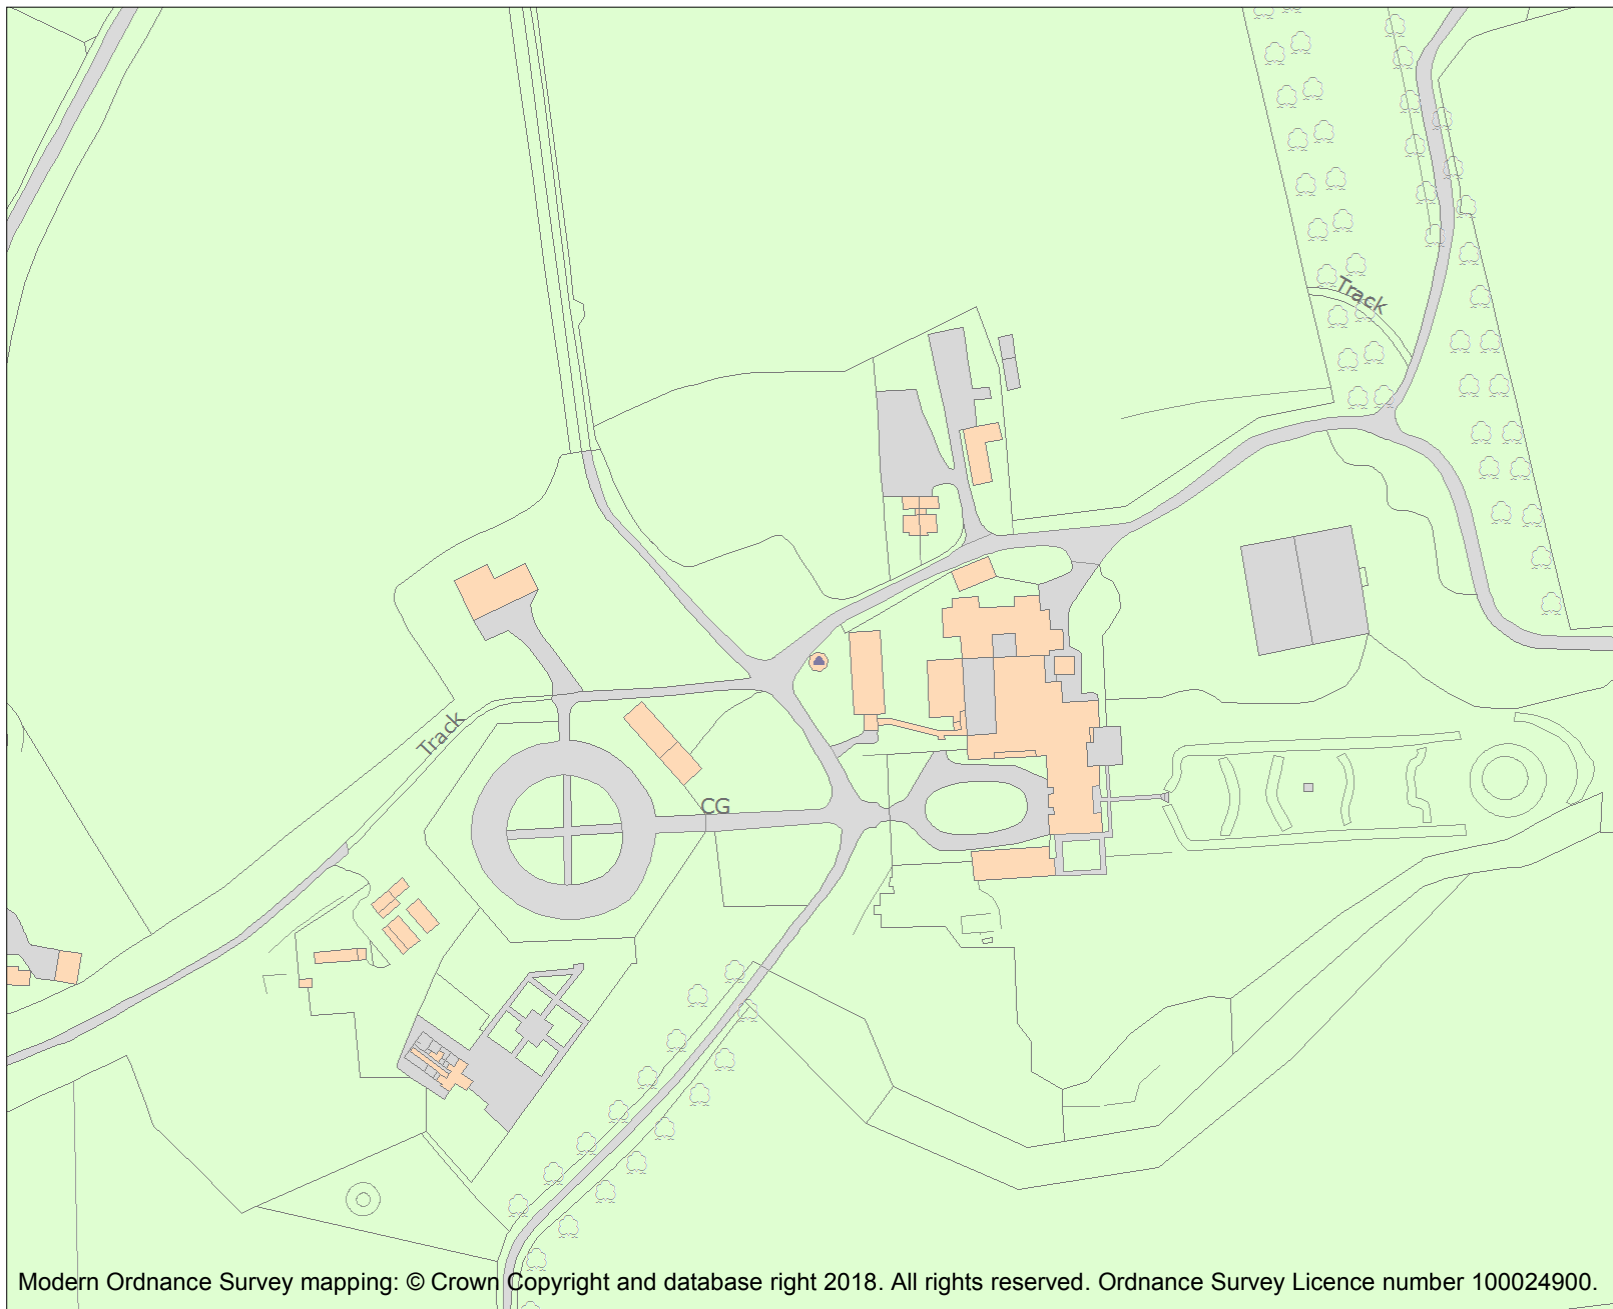 Track
Track
CG
Modern Ordnance Survey mapping: © Crown Copyright and database right 2018. All rights reserved. Ordnance Survey Licence number 100024900.